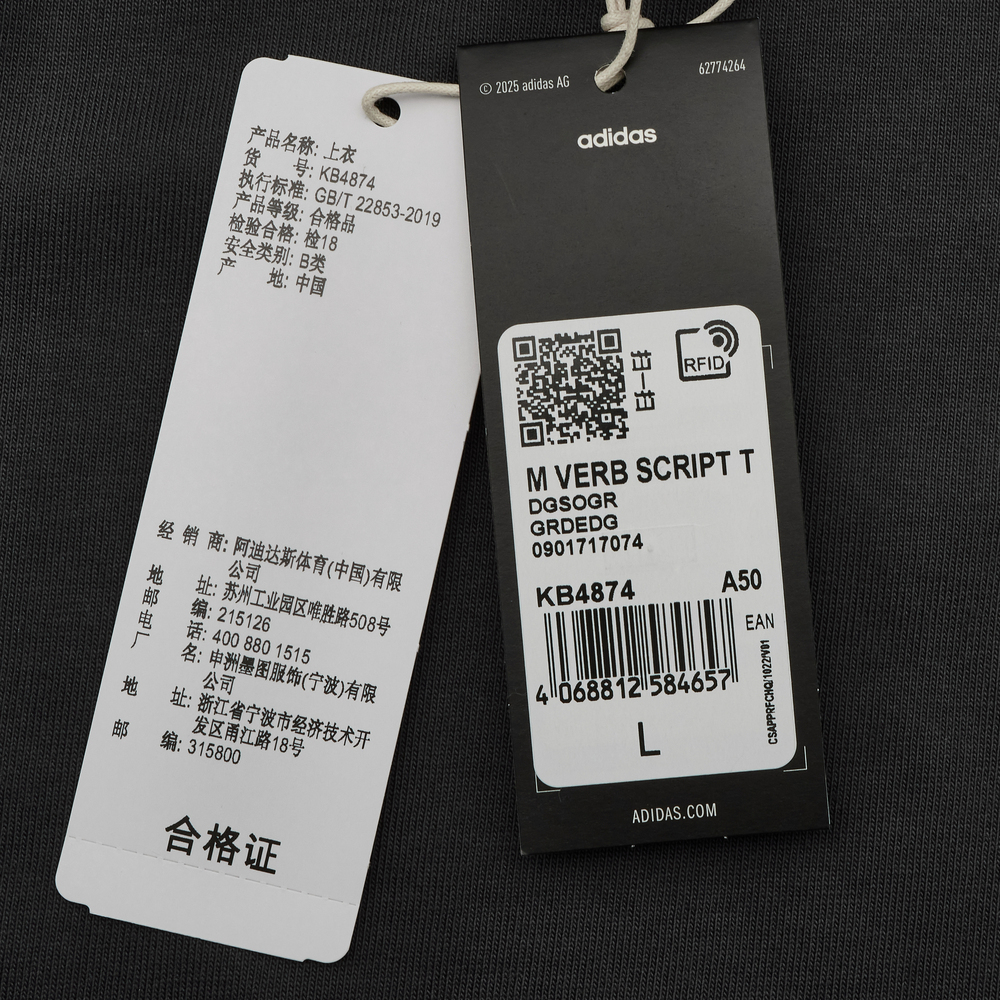 产品名称: 上衣
货 号: KB4874
执行标准: GB/T 22853-2019
产品等级: 合格品
检验合格: 检18
安全类别: B类
产 地: 中国
经 销 商: 阿迪达斯体育(中国)有限
公司
地 址: 苏州工业园区唯胜路508号
邮 编: 215126
电 话: 400 880 1515
厂 名: 申洲墨图服饰(宁波)有限
公司
地 址: 浙江省宁波市经济技术开
发区甬江路18号
邮 编: 315800
合格证
© 2025 adidas AG
62774264
adidas
RFID
M VERB SCRIPT T
DGSOGR
GRDEDG
0901717074
KB4874 A50
EAN
4 068812 584657
CSAPPRFCHQ/1022/V01
L
ADIDAS.COM